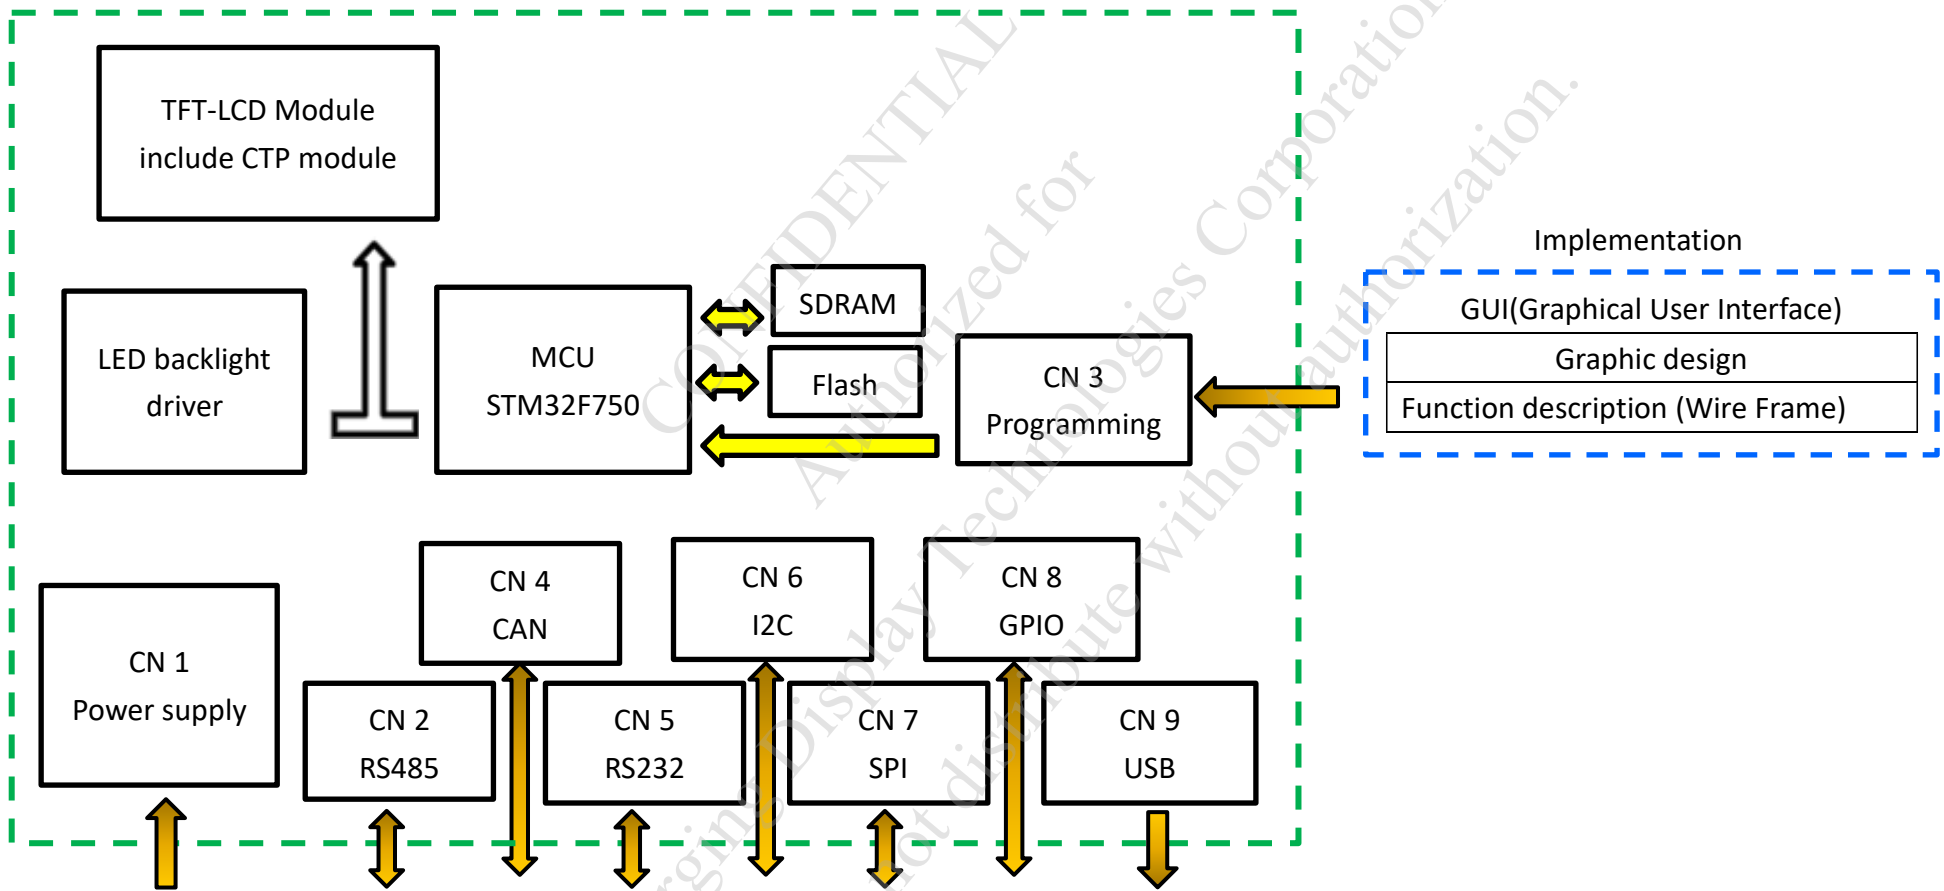 TFT-LCD Module
include CTP module
LED backlight
driver
MCU
STM32F750
SDRAM
Flash
CN 3
Programming
Implementation
GUI(Graphical User Interface)
Graphic design
Function description (Wire Frame)
CN 1
Power supply
CN 2
RS485
CN 4
CAN
CN 5
RS232
CN 6
I2C
CN 7
SPI
CN 8
GPIO
CN 9
USB
CONFIDENTIAL
Authorized for
Display Technologies Corporation
not distribute without authorization.